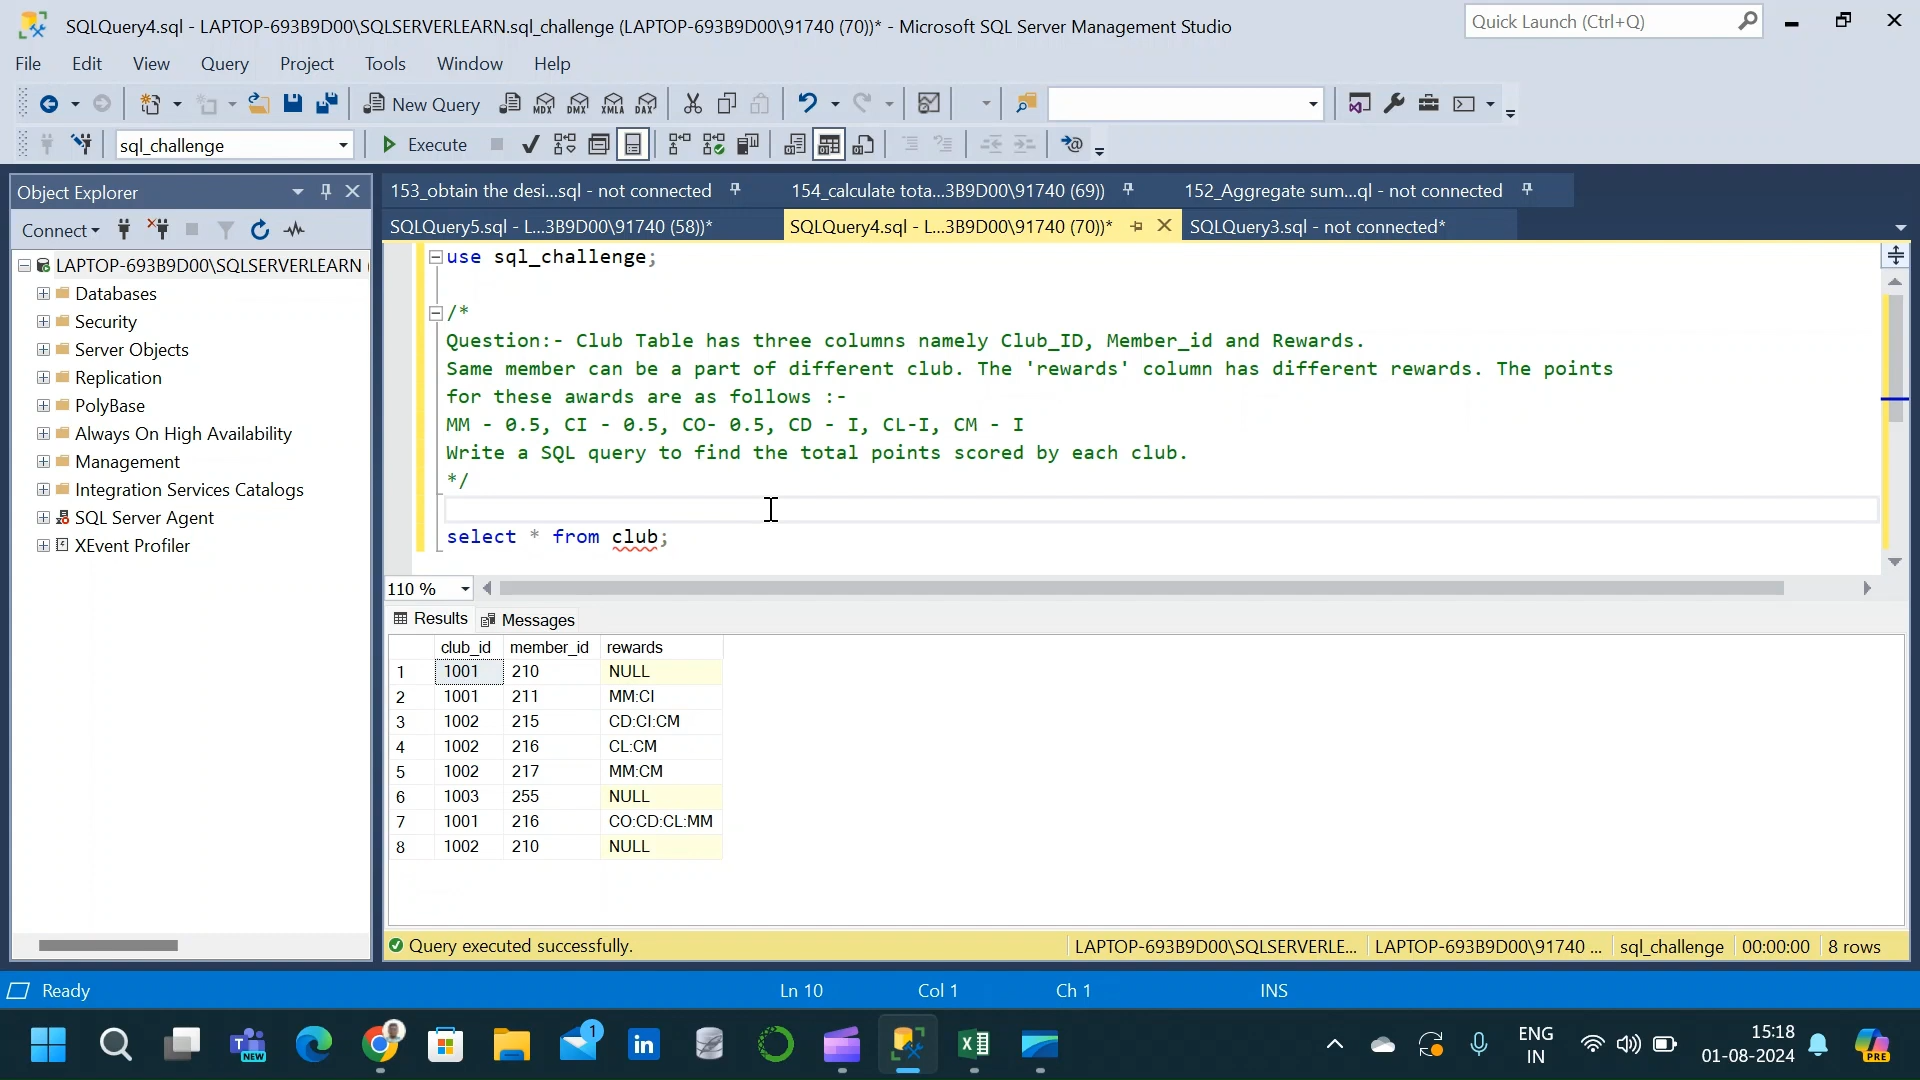 SQLQuery4.sql - LAPTOP-693B9D00\SQLSERVERLEARN.sql_challenge (LAPTOP-693B9D00\91740 (70))* - Microsoft SQL Server Management Studio
Quick Launch (Ctrl+Q)
File Edit View Query Project Tools Window Help
New Query MDX DMX XMLA DAX
sql_challenge Execute
Object Explorer
Connect
LAPTOP-693B9D00\SQLSERVERLEARN (
Databases
Security
Server Objects
Replication
PolyBase
Always On High Availability
Management
Integration Services Catalogs
SQL Server Agent
XEvent Profiler
153_obtain the desi...sql - not connected 154_calculate tota...3B9D00\91740 (69)) 152_Aggregate sum...ql - not connected
SQLQuery5.sql - L...3B9D00\91740 (58))* SQLQuery4.sql - L...3B9D00\91740 (70))* SQLQuery3.sql - not connected*
use sql_challenge;
/*
Question:- Club Table has three columns namely Club_ID, Member_id and Rewards.
Same member can be a part of different club. The 'rewards' column has different rewards. The points
for these awards are as follows :-
MM - 0.5, CI - 0.5, CO- 0.5, CD - I, CL-I, CM - I
Write a SQL query to find the total points scored by each club.
*/
select * from club;
110 %
Results Messages
club_id member_id rewards
1 1001 210 NULL
2 1001 211 MM:CI
3 1002 215 CD:CI:CM
4 1002 216 CL:CM
5 1002 217 MM:CM
6 1003 255 NULL
7 1001 216 CO:CD:CL:MM
8 1002 210 NULL
Query executed successfully. LAPTOP-693B9D00\SQLSERVERLE... LAPTOP-693B9D00\91740 ... sql_challenge 00:00:00 8 rows
Ready Ln 10 Col 1 Ch 1 INS
NEW 1 in ENG 15:18
IN 01-08-2024 PRE